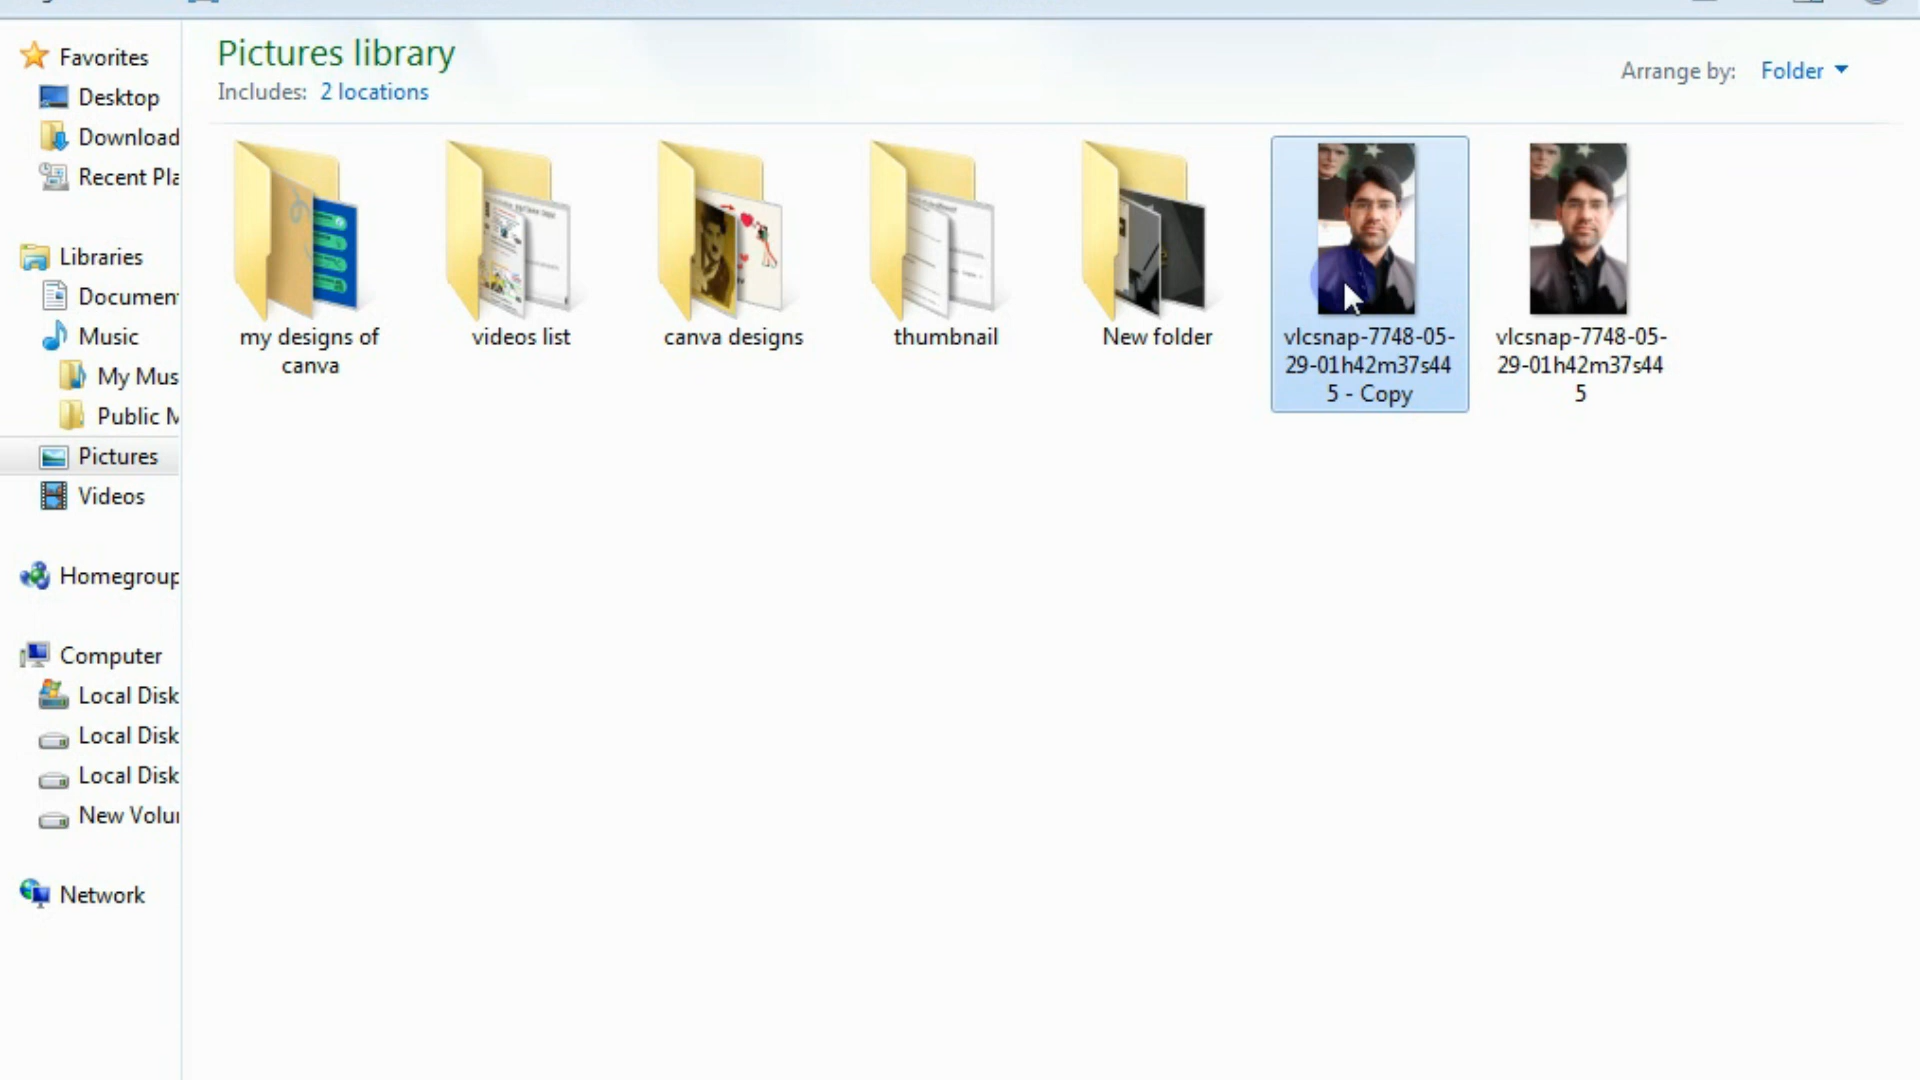 Favorites
Desktop
Download
Recent Pla
Libraries
Documen
Music
My Mus
Public M
Pictures
Videos
Homegroup
Computer
Local Disk
Local Disk
Local Disk
New Volu
Network
Pictures library
Includes: 2 locations
Arrange by: Folder
my designs of
canva
videos list
canva designs
thumbnail
New folder
vlcsnap-7748-05-
29-01h42m37s44
5 - Copy
vlcsnap-7748-05-
29-01h42m37s44
5